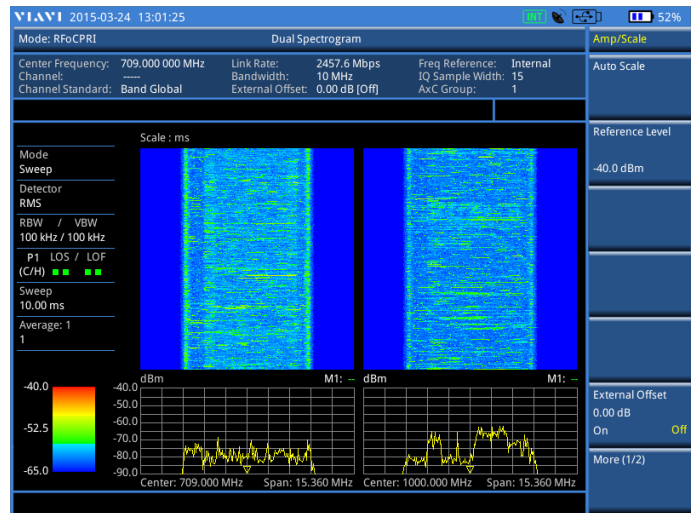 VIAVI 2015-03-24 13:01:25 INT 52%
Mode: RFoCPRI Dual Spectrogram Amp/Scale
Center Frequency: 709.000 000 MHz Link Rate: 2457.6 Mbps Freq Reference: Internal
Channel: ----- Bandwidth: 10 MHz IQ Sample Width: 15
Channel Standard: Band Global External Offset: 0.00 dB [Off] AxC Group: 1
Auto Scale
Reference Level
-40.0 dBm
External Offset
0.00 dB
On Off
More (1/2)
Scale : ms
Mode
Sweep
Detector
RMS
RBW / VBW
100 kHz / 100 kHz
P1 LOS / LOF
(C/H)
Sweep
10.00 ms
Average: 1
1
-40.0
-52.5
-65.0
dBm M1: --
-40.0
-50.0
-60.0
-70.0
-80.0
-90.0
Center: 709.000 MHz Span: 15.360 MHz
dBm M1: --
Center: 1000.000 MHz Span: 15.360 MHz